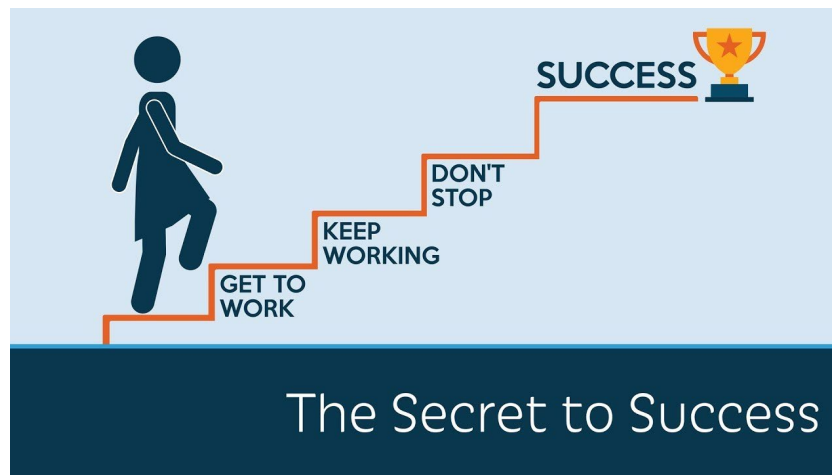 SUCCESS
DON'T
STOP
KEEP
WORKING
GET TO
WORK
The Secret to Success